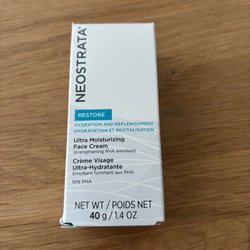 NEOSTRATA®
RESTORE
HYDRATION AND REPLENISHMENT
HYDRATATION ET REVITALISATION
Ultra Moisturizing
Face Cream
Strengthening PHA emollient
Crème Visage
Ultra-Hydratante
Émollient fortifiant aux PHA
10% PHA
NET WT / POIDS NET
40 g / 1.4 OZ